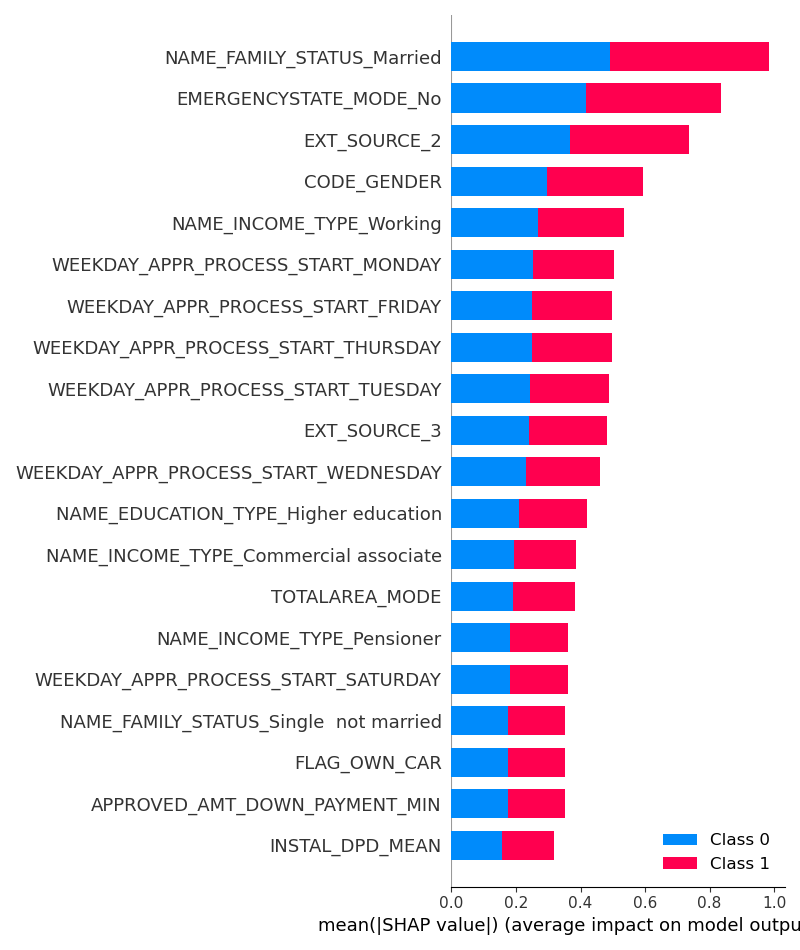 NAME_FAMILY_STATUS_Married
EMERGENCYSTATE_MODE_No
EXT_SOURCE_2
CODE_GENDER
NAME_INCOME_TYPE_Working
WEEKDAY_APPR_PROCESS_START_MONDAY
WEEKDAY_APPR_PROCESS_START_FRIDAY
WEEKDAY_APPR_PROCESS_START_THURSDAY
WEEKDAY_APPR_PROCESS_START_TUESDAY
EXT_SOURCE_3
WEEKDAY_APPR_PROCESS_START_WEDNESDAY
NAME_EDUCATION_TYPE_Higher education
NAME_INCOME_TYPE_Commercial associate
TOTALAREA_MODE
NAME_INCOME_TYPE_Pensioner
WEEKDAY_APPR_PROCESS_START_SATURDAY
NAME_FAMILY_STATUS_Single  not married
FLAG_OWN_CAR
APPROVED_AMT_DOWN_PAYMENT_MIN
INSTAL_DPD_MEAN
Class 0
Class 1
0.0 0.2 0.4 0.6 0.8 1.0
mean(|SHAP value|) (average impact on model outpu